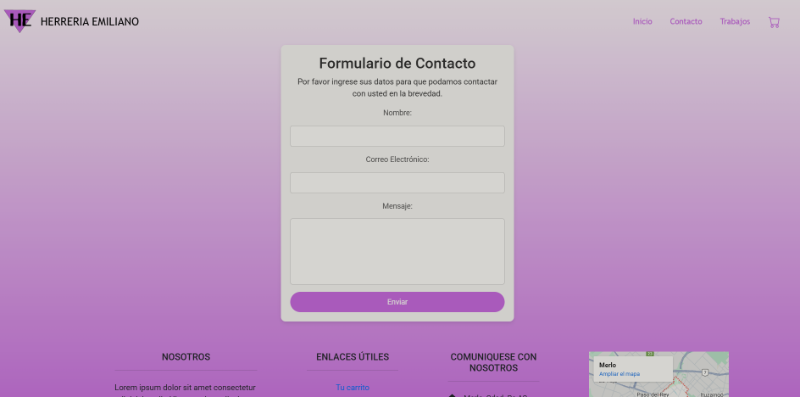 HE HERRERIA EMILIANO
Inicio Contacto Trabajos
Formulario de Contacto
Por favor ingrese sus datos para que podamos contactar
con usted en la brevedad.
Nombre:
Correo Electrónico:
Mensaje:
Enviar
NOSOTROS
Lorem ipsum dolor sit amet consectetur
ENLACES ÚTILES
Tu carrito
COMUNIQUESE CON
NOSOTROS
Merlo
Ampliar el mapa